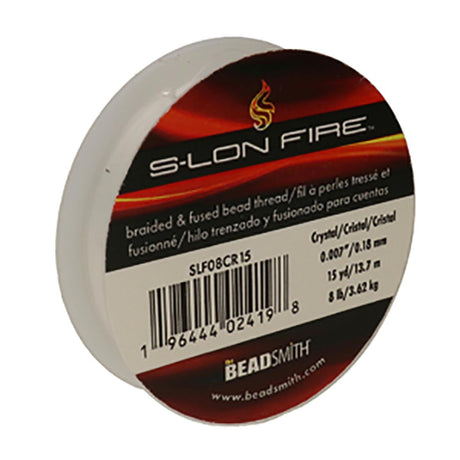 S-LON FIRE™
braided & fused bead thread/fil à perles tressé et
fusionné/hilo trenzado y fusionado para cuentas
SLF08CR15
Crystal/Cristal/Cristal
0.007"/0.18 mm
15 yd/13.7 m
8 lb/3.62 kg
1 96444 02419 8
the BEADSMITH®
www.beadsmith.com